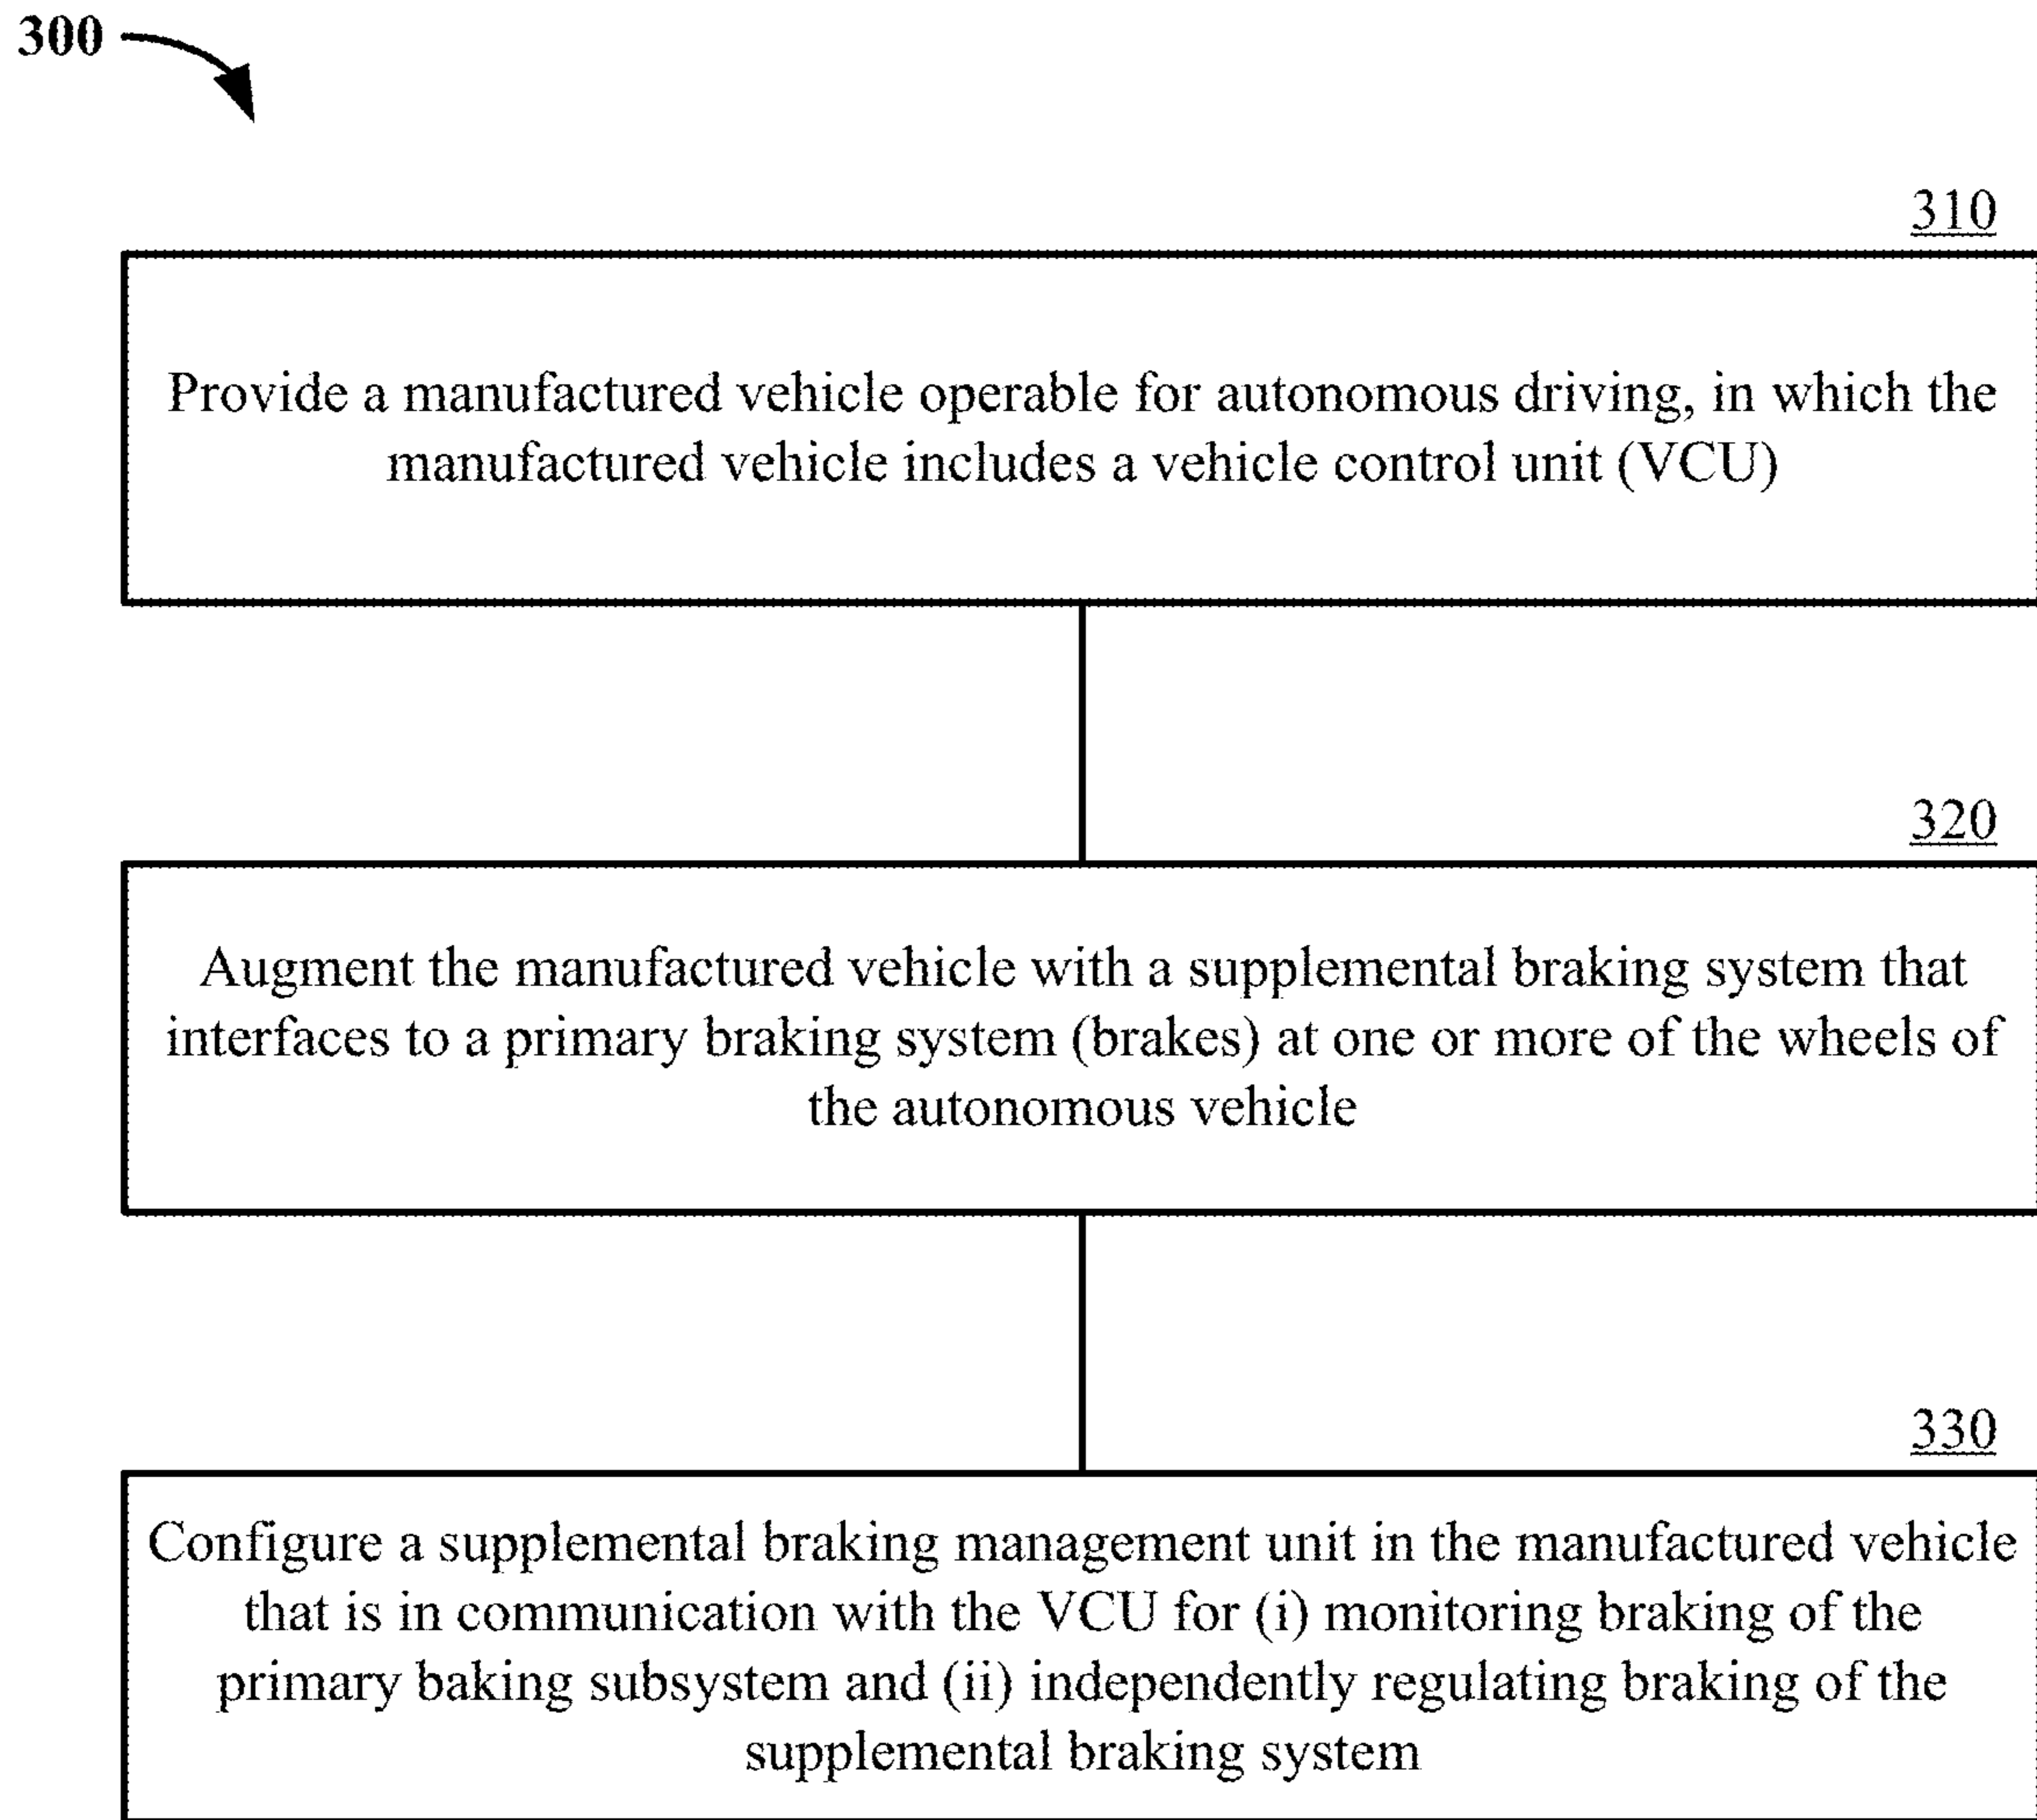 300
310
Provide a manufactured vehicle operable for autonomous driving, in which the
manufactured vehicle includes a vehicle control unit (VCU)
320
Augment the manufactured vehicle with a supplemental braking system that
interfaces to a primary braking system (brakes) at one or more of the wheels of
the autonomous vehicle
330
Configure a supplemental braking management unit in the manufactured vehicle
that is in communication with the VCU for (i) monitoring braking of the
primary baking subsystem and (ii) independently regulating braking of the
supplemental braking system